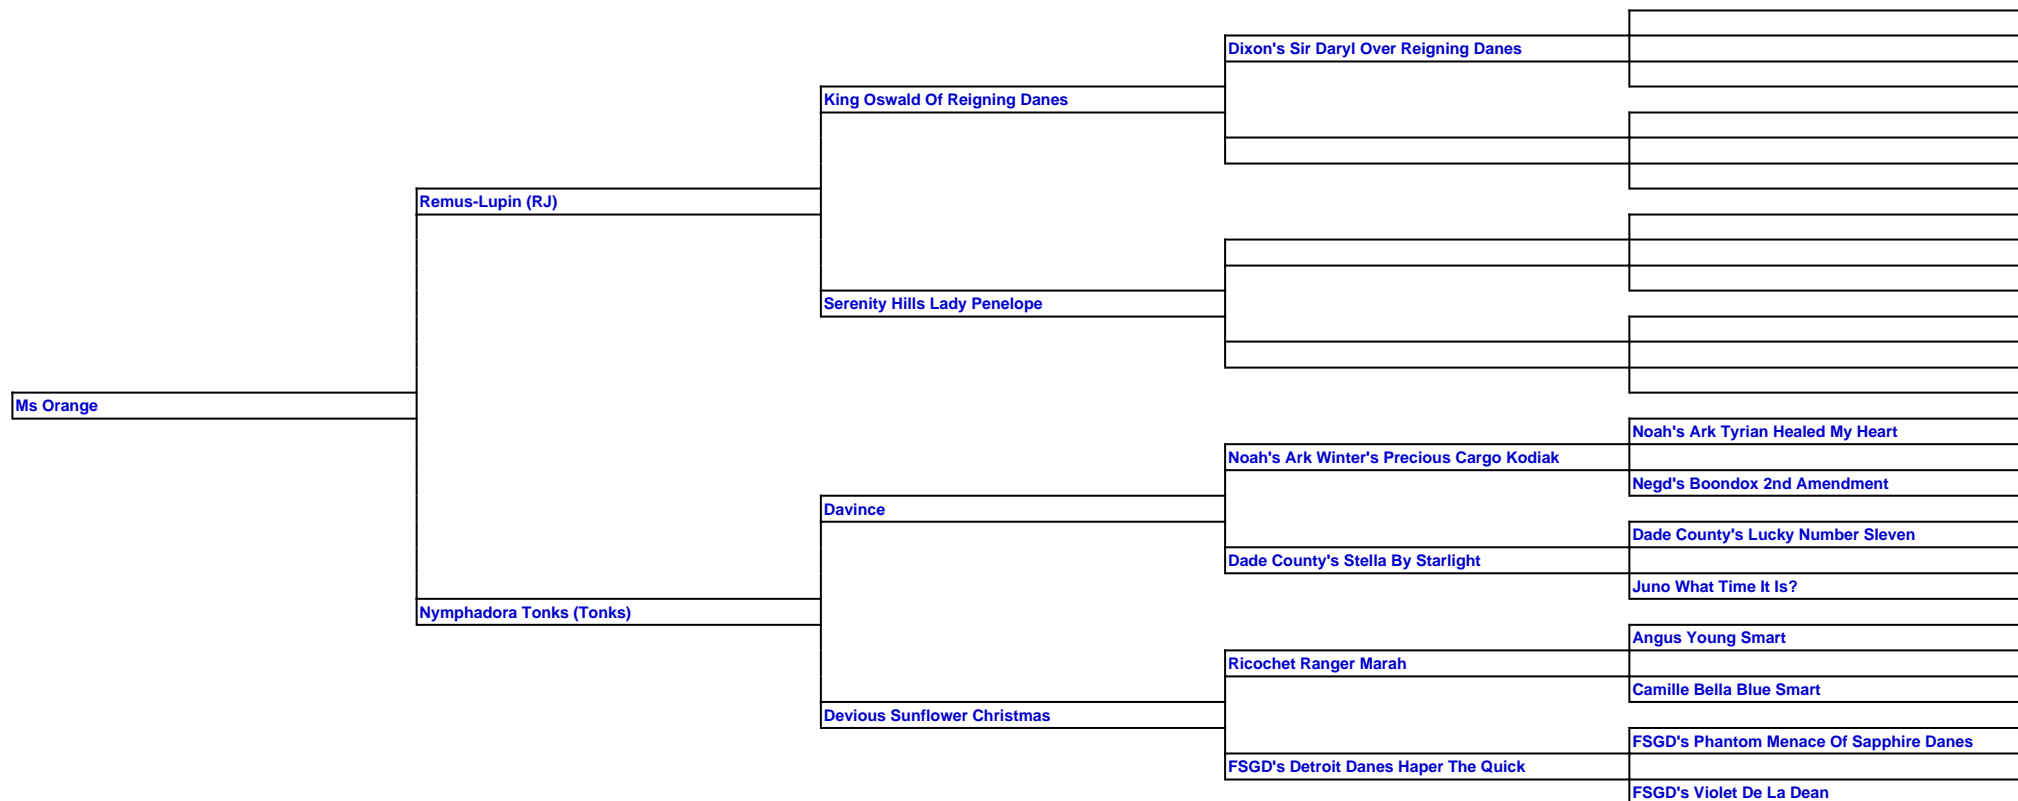 Dixon's Sir Daryl Over Reigning Danes
King Oswald Of Reigning Danes
Remus-Lupin (RJ)
Serenity Hills Lady Penelope
Ms Orange
Noah's Ark Tyrian Healed My Heart
Noah's Ark Winter's Precious Cargo Kodiak
Negd's Boondox 2nd Amendment
Davince
Dade County's Lucky Number Sleven
Dade County's Stella By Starlight
Juno What Time It Is?
Nymphadora Tonks (Tonks)
Angus Young Smart
Ricochet Ranger Marah
Camille Bella Blue Smart
Devious Sunflower Christmas
FSGD's Phantom Menace Of Sapphire Danes
FSGD's Detroit Danes Haper The Quick
FSGD's Violet De La Dean